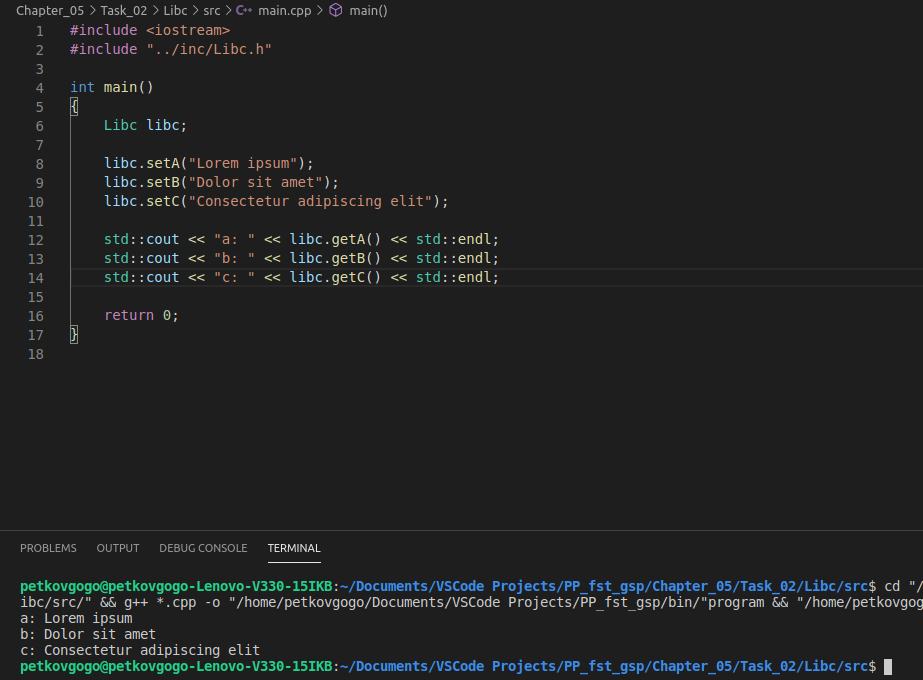 Chapter_05 > Task_02 > Libc > src > main.cpp > main()
1 #include <iostream>
2 #include "../inc/Libc.h"
3
4 int main()
5 {
6     Libc libc;
7
8     libc.setA("Lorem ipsum");
9     libc.setB("Dolor sit amet");
10     libc.setC("Consectetur adipiscing elit");
11
12     std::cout << "a: " << libc.getA() << std::endl;
13     std::cout << "b: " << libc.getB() << std::endl;
14     std::cout << "c: " << libc.getC() << std::endl;
15
16     return 0;
17 }
18
PROBLEMS OUTPUT DEBUG CONSOLE TERMINAL
petkovgogo@petkovgogo-Lenovo-V330-15IKB:~/Documents/VSCode Projects/PP_fst_gsp/Chapter_05/Task_02/Libc/src$ cd "/
ibc/src/" && g++ *.cpp -o "/home/petkovgogo/Documents/VSCode Projects/PP_fst_gsp/bin/"program && "/home/petkovgog
a: Lorem ipsum
b: Dolor sit amet
c: Consectetur adipiscing elit
petkovgogo@petkovgogo-Lenovo-V330-15IKB:~/Documents/VSCode Projects/PP_fst_gsp/Chapter_05/Task_02/Libc/src$